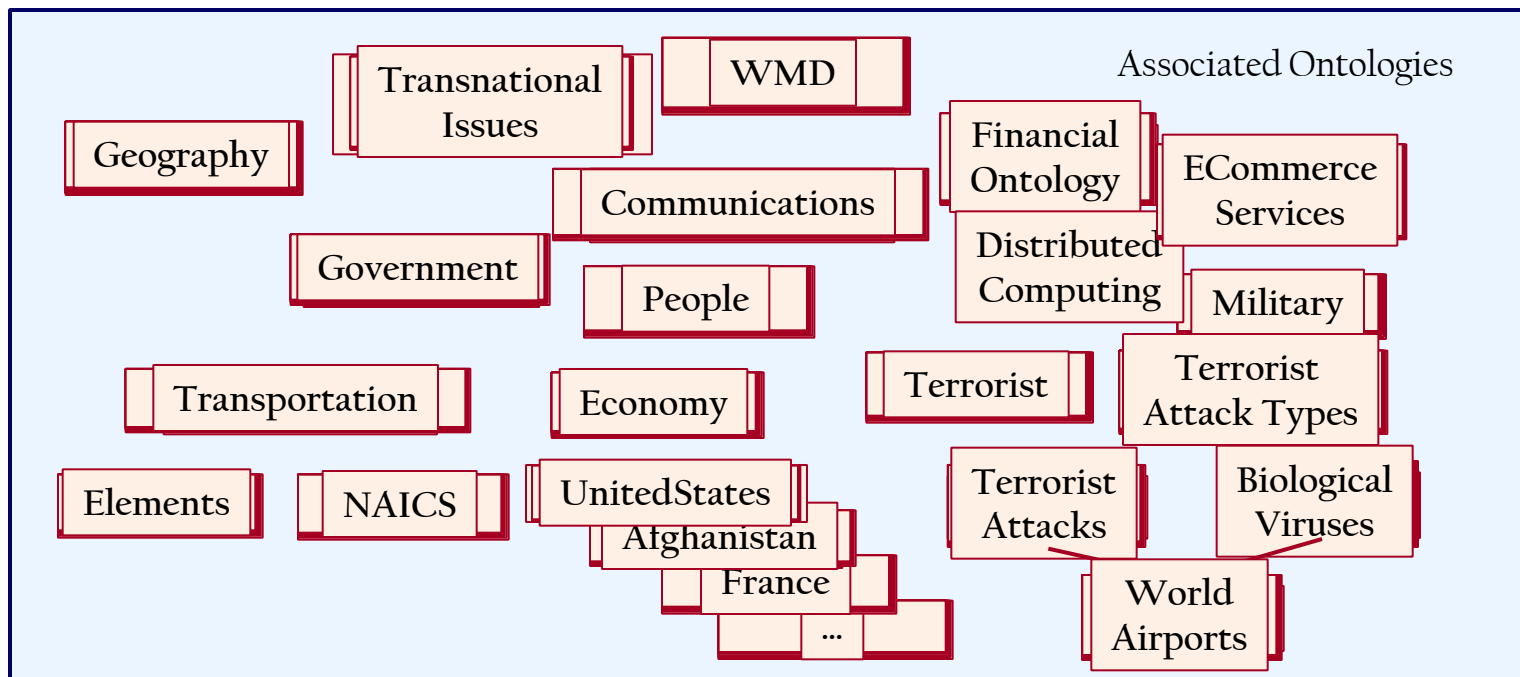 Associated Ontologies
Transnational
Issues
WMD
Geography
Financial
Ontology
ECommerce
Services
Communications
Government
Distributed
Computing
People
Military
Transportation
Economy
Terrorist
Terrorist
Attack Types
Elements
NAICS
UnitedStates
Afghanistan
France
...
Terrorist
Attacks
Biological
Viruses
World
Airports